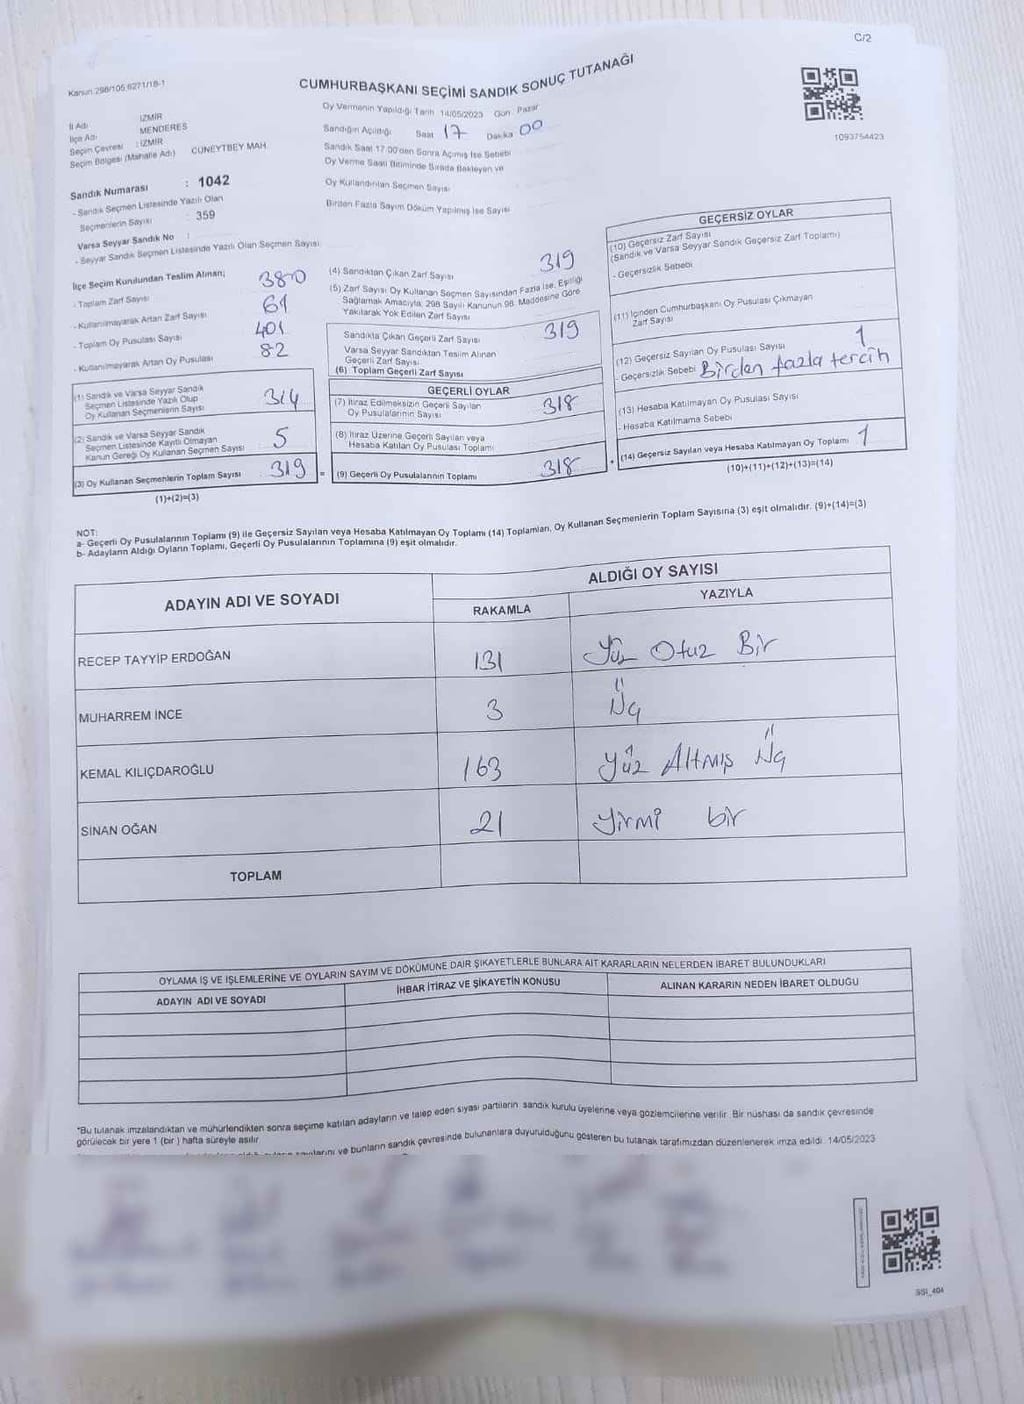 C/2
Kanun 298/105,6271/18-1
CUMHURBAŞKANI SEÇİMİ SANDIK SONUÇ TUTANAĞI
İl Adı İZMİR
İlçe Adı MENDERES
Seçim Çevresi : İZMİR
Seçim Bölgesi (Mahalle Adı) CÜNEYTBEY MAH.
Oy Vermenin Yapıldığı Tarih 14/05/2023 Gün Pazar
Sandığın Açıldığı Saat 17 Dakika 00
Sandık Saat 17.00'den Sonra Açılmış İse Sebebi
Oy Verme Saati Bitiminde Sırada Bekleyen ve
Oy Kullandırılan Seçmen Sayısı
Birden Fazla Sayım Döküm Yapılmış İse Sayısı
1093754423
Sandık Numarası : 1042
- Sandık Seçmen Listesinde Yazılı Olan
Seçmenlerin Sayısı : 359
Varsa Seyyar Sandık No :
- Seyyar Sandık Seçmen Listesinde Yazılı Olan Seçmen Sayısı
İlçe Seçim Kurulundan Teslim Alınan;
- Toplam Zarf Sayısı 380
- Kullanılmayarak Artan Zarf Sayısı 61
- Toplam Oy Pusulası Sayısı 401
- Kullanılmayarak Artan Oy Pusulası 82
(1) Sandık ve Varsa Seyyar Sandık
Seçmen Listesinde Yazılı Olup
Oy Kullanan Seçmenlerin Sayısı 314
(2) Sandık ve Varsa Seyyar Sandık
Seçmen Listesinde Kayıtlı Olmayan
Kanun Gereği Oy Kullanan Seçmen Sayısı 5
(3) Oy Kullanan Seçmenlerin Toplam Sayısı 319 =
(1)+(2)=(3)
(4) Sandıktan Çıkan Zarf Sayısı 319
(5) Zarf Sayısı Oy Kullanan Seçmen Sayısından Fazla İse, Eşitliği
Sağlamak Amacıyla, 298 Sayılı Kanunun 98. Maddesine Göre
Yakılarak Yok Edilen Zarf Sayısı
Sandıkta Çıkan Geçerli Zarf Sayısı 319
Varsa Seyyar Sandıktan Teslim Alınan
Geçerli Zarf Sayısı
(6) Toplam Geçerli Zarf Sayısı
GEÇERLİ OYLAR
(7) İtiraz Edilmeksizin Geçerli Sayılan
Oy Pusulalarının Sayısı 318
(8) İtiraz Üzerine Geçerli Sayılan veya
Hesaba Katılan Oy Pusulası Toplamı
(9) Geçerli Oy Pusulalarının Toplamı 318 +
GEÇERSİZ OYLAR
(10) Geçersiz Zarf Sayısı
(Sandık ve Varsa Seyyar Sandık Geçersiz Zarf Toplamı)
- Geçersizlik Sebebi
(11) İçinden Cumhurbaşkanı Oy Pusulası Çıkmayan
Zarf Sayısı
(12) Geçersiz Sayılan Oy Pusulası Sayısı 1
- Geçersizlik Sebebi Birden fazla tercih
(13) Hesaba Katılmayan Oy Pusulası Sayısı
- Hesaba Katılmama Sebebi
(14) Geçersiz Sayılan veya Hesaba Katılmayan Oy Toplamı 1
(10)+(11)+(12)+(13)=(14)
NOT:
a- Geçerli Oy Pusulalarının Toplamı (9) ile Geçersiz Sayılan veya Hesaba Katılmayan Oy Toplamı (14) Toplamları, Oy Kullanan Seçmenlerin Toplam Sayısına (3) eşit olmalıdır. (9)+(14)=(3)
b- Adayların Aldığı Oyların Toplamı, Geçerli Oy Pusulalarının Toplamına (9) eşit olmalıdır.
ADAYIN ADI VE SOYADI ALDIĞI OY SAYISI
RAKAMLA YAZIYLA
RECEP TAYYİP ERDOĞAN 131 Yüz Otuz Bir
MUHARREM İNCE 3 Üç
KEMAL KILIÇDAROĞLU 163 Yüz Altmış Üç
SİNAN OĞAN 21 Yirmi bir
TOPLAM
OYLAMA İŞ VE İŞLEMLERİNE VE OYLARIN SAYIM VE DÖKÜMÜNE DAİR ŞİKAYETLERLE BUNLARA AİT KARARLARIN NELERDEN İBARET BULUNDUKLARI
ADAYIN ADI VE SOYADI İHBAR İTİRAZ VE ŞİKAYETİN KONUSU ALINAN KARARIN NEDEN İBARET OLDUĞU
*Bu tutanak imzalandıktan ve mühürlendikten sonra seçime katılan adayların ve talep eden siyasi partilerin sandık kurulu üyelerine veya gözlemcilerine verilir. Bir nüshası da sandık çevresinde
görülecek bir yere 1 (bir ) hafta süreyle asılır.
ve bunların sandık çevresinde bulunanlara duyurulduğunu gösteren bu tutanak tarafımızdan düzenlenerek imza edildi. 14/05/2023
SSI_404